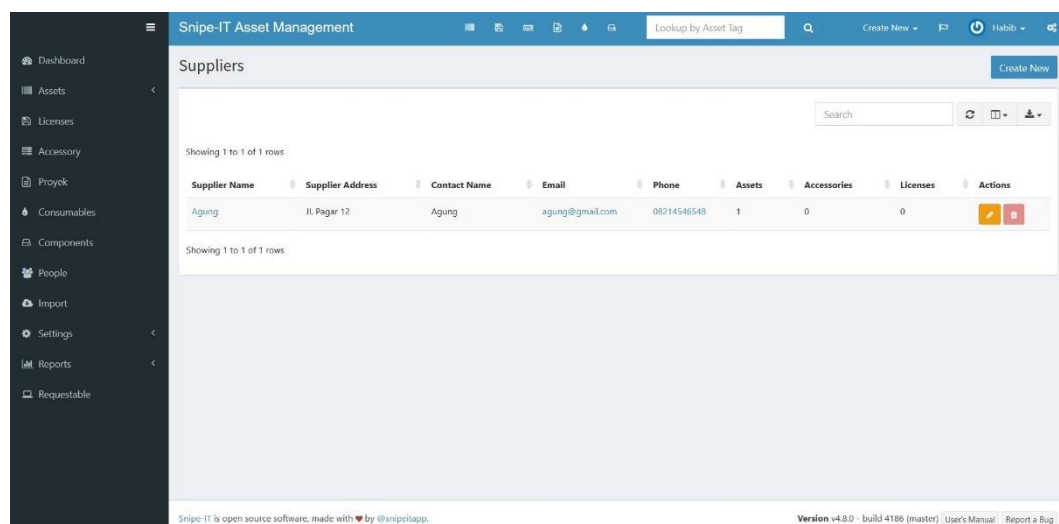 Snipe-IT Asset Management
Lookup by Asset Tag
Create New
Habib
Dashboard
Assets
Licenses
Accessory
Proyek
Consumables
Components
People
Import
Settings
Reports
Requestable
Suppliers
Create New
Search
Showing 1 to 1 of 1 rows
Supplier Name Supplier Address Contact Name Email Phone Assets Accessories Licenses Actions
Agung Jl. Pagar 12 Agung agung@gmail.com 08214546548 1 0 0
Showing 1 to 1 of 1 rows
Snipe-IT is open source software, made with ♥ by @snipeitapp.
Version v4.8.0 - build 4186 (master) User's Manual Report a Bug